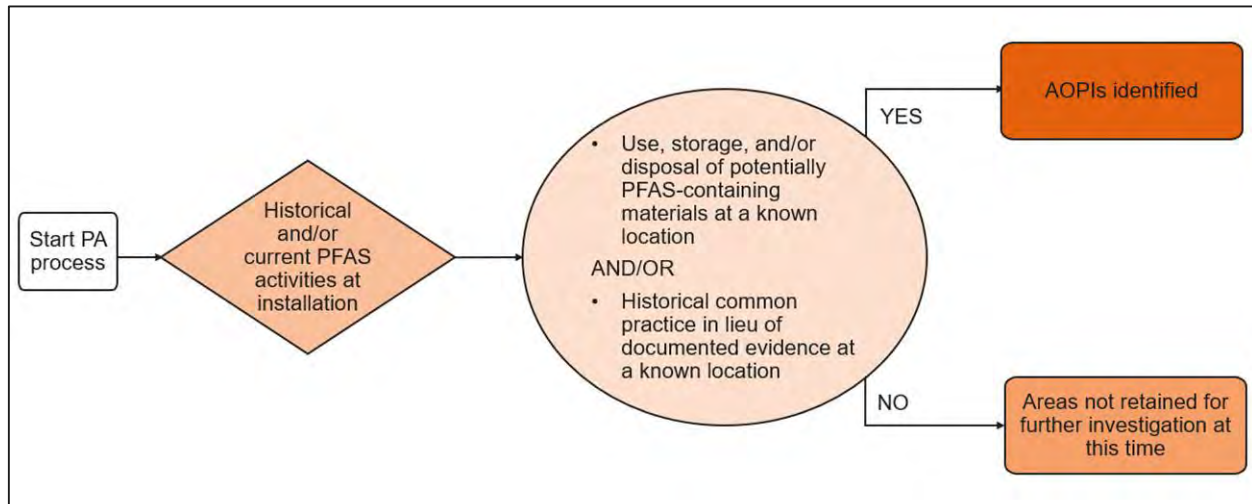 Start PA
process
Historical
and/or
current PFAS
activities at
installation
• Use, storage, and/or
disposal of potentially
PFAS-containing
materials at a known
location
AND/OR
• Historical common
practice in lieu of
documented evidence at
a known location
YES
AOPIs identified
NO
Areas not retained for
further investigation at
this time